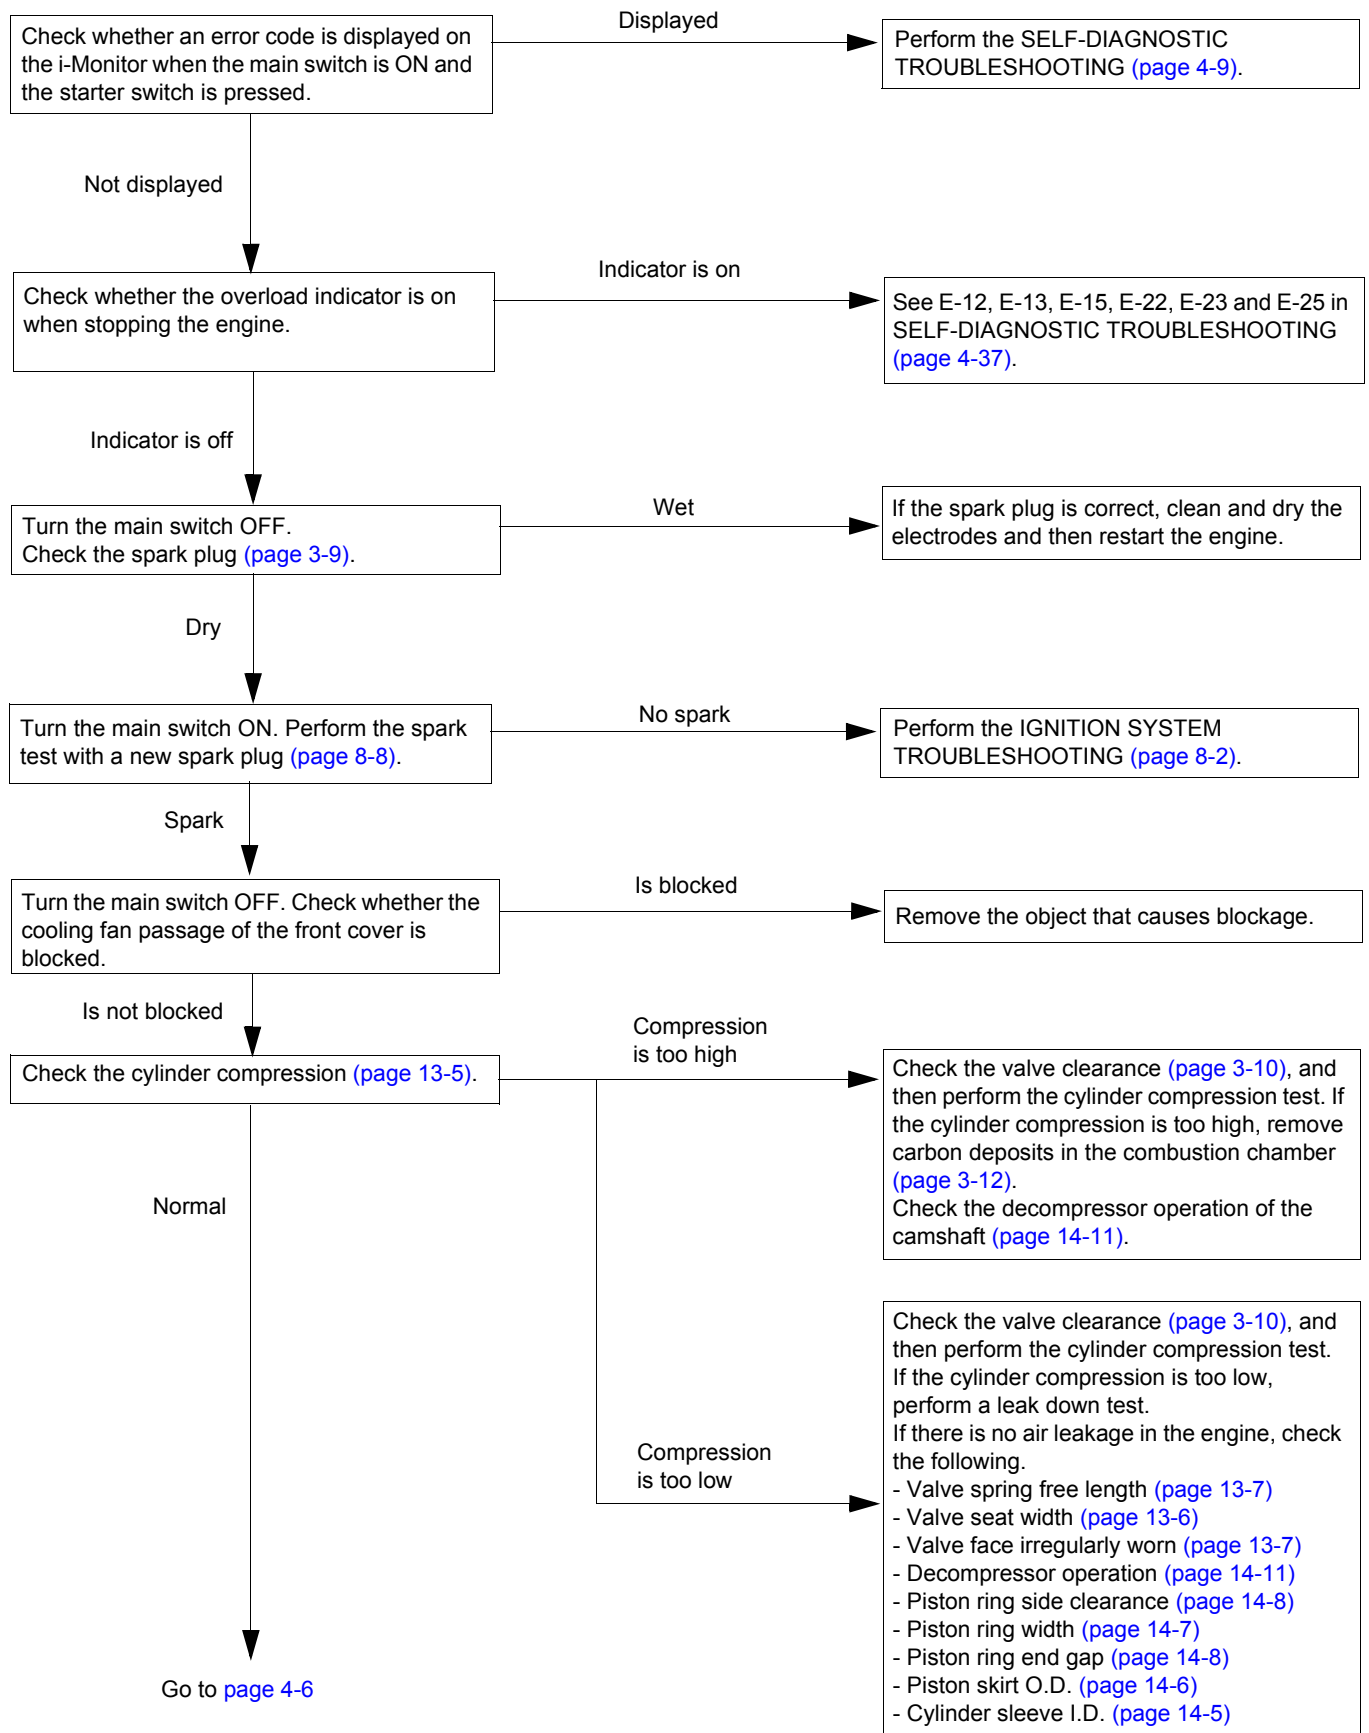 Displayed
Check whether an error code is displayed on
the i-Monitor when the main switch is ON and
the starter switch is pressed.
Perform the SELF-DIAGNOSTIC
TROUBLESHOOTING (page 4-9).
Not displayed
Indicator is on
Check whether the overload indicator is on
when stopping the engine.
See E-12, E-13, E-15, E-22, E-23 and E-25 in
SELF-DIAGNOSTIC TROUBLESHOOTING
(page 4-37).
Indicator is off
Wet
Turn the main switch OFF.
Check the spark plug (page 3-9).
If the spark plug is correct, clean and dry the
electrodes and then restart the engine.
Dry
No spark
Turn the main switch ON. Perform the spark
test with a new spark plug (page 8-8).
Perform the IGNITION SYSTEM
TROUBLESHOOTING (page 8-2).
Spark
Is blocked
Turn the main switch OFF. Check whether the
cooling fan passage of the front cover is
blocked.
Remove the object that causes blockage.
Is not blocked
Compression
is too high
Check the cylinder compression (page 13-5).
Check the valve clearance (page 3-10), and
then perform the cylinder compression test. If
the cylinder compression is too high, remove
carbon deposits in the combustion chamber
(page 3-12).
Check the decompressor operation of the
camshaft (page 14-11).
Normal
Compression
is too low
Check the valve clearance (page 3-10), and
then perform the cylinder compression test.
If the cylinder compression is too low,
perform a leak down test.
If there is no air leakage in the engine, check
the following.
- Valve spring free length (page 13-7)
- Valve seat width (page 13-6)
- Valve face irregularly worn (page 13-7)
- Decompressor operation (page 14-11)
- Piston ring side clearance (page 14-8)
- Piston ring width (page 14-7)
- Piston ring end gap (page 14-8)
- Piston skirt O.D. (page 14-6)
- Cylinder sleeve I.D. (page 14-5)
Go to page 4-6